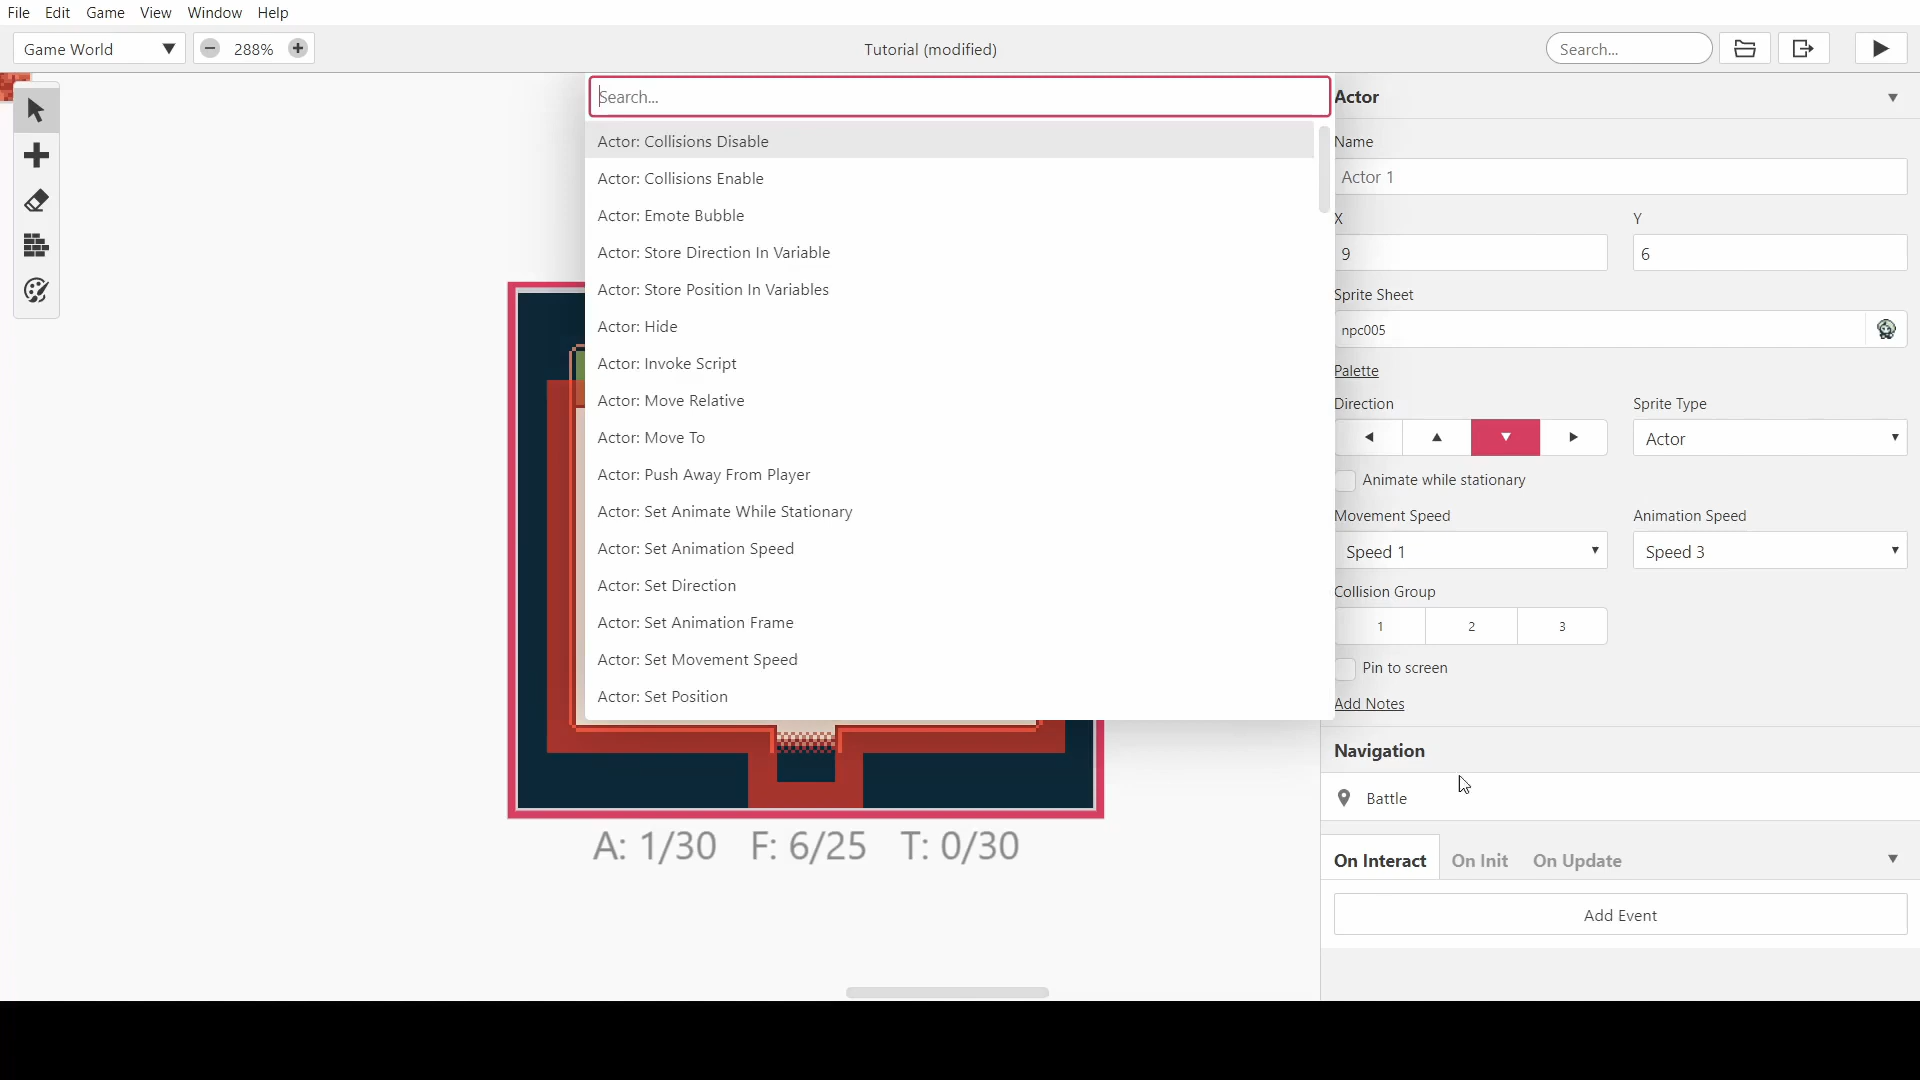 File Edit Game View Window Help
Game World 288% Tutorial (modified) Search...
Search...
Actor: Collisions Disable
Actor: Collisions Enable
Actor: Emote Bubble
Actor: Store Direction In Variable
Actor: Store Position In Variables
Actor: Hide
Actor: Invoke Script
Actor: Move Relative
Actor: Move To
Actor: Push Away From Player
Actor: Set Animate While Stationary
Actor: Set Animation Speed
Actor: Set Direction
Actor: Set Animation Frame
Actor: Set Movement Speed
Actor: Set Position
A: 1/30 F: 6/25 T: 0/30
Actor
Name
Actor 1
X Y
9 6
Sprite Sheet
npc005
Palette
Direction Sprite Type
Actor
Animate while stationary
Movement Speed Animation Speed
Speed 1 Speed 3
Collision Group
1 2 3
Pin to screen
Add Notes
Navigation
Battle
On Interact On Init On Update
Add Event